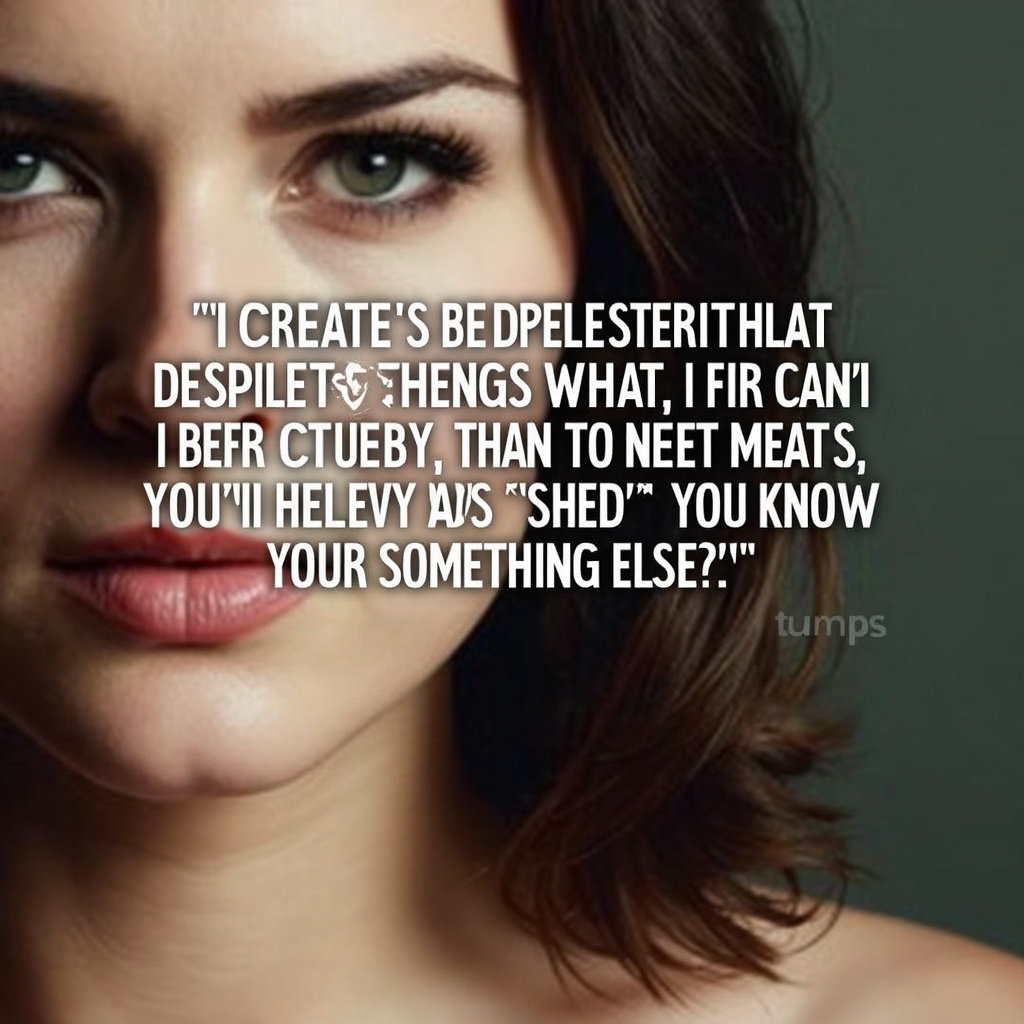 "'I CREATE'S BEDPELESTERITHLAT
DESPILET HENGS WHAT, I FIR CAN'I
I BEFR CTUEBY, THAN TO NEET MEATS,
YOU''II HELEVY "SHED'" YOU KNOW
YOUR SOMETHING ELSE?.'"
tumps